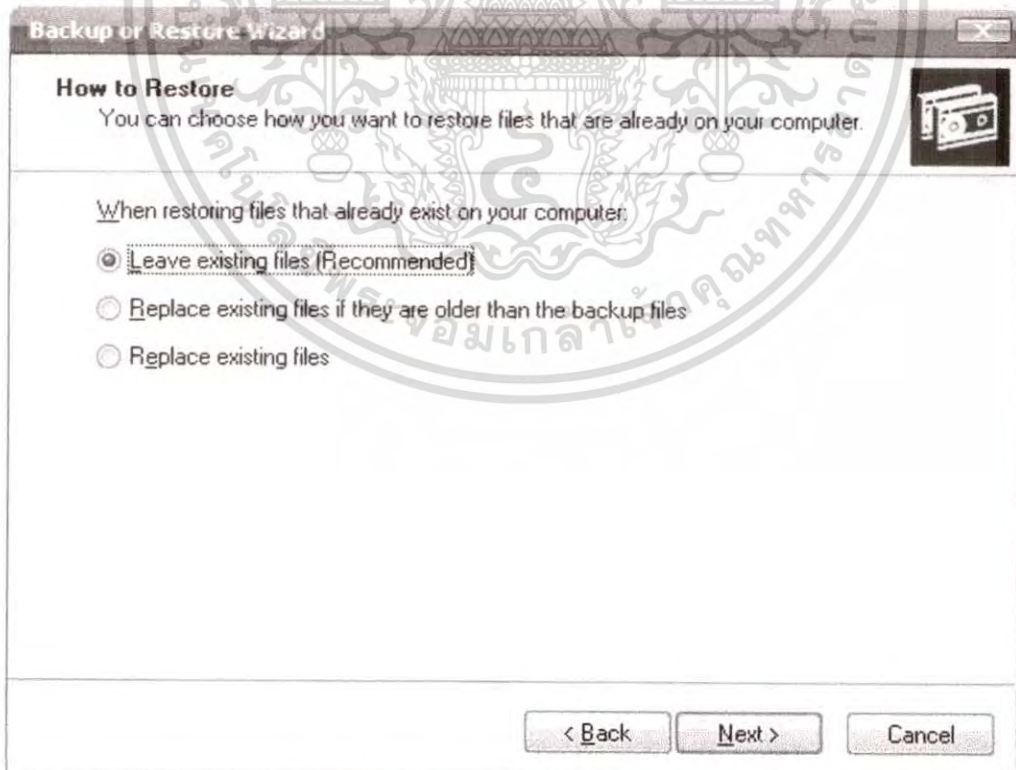 Backup or Restore Wizard
How to Restore
You can choose how you want to restore files that are already on your computer.
When restoring files that already exist on your computer:
Leave existing files (Recommended)
Replace existing files if they are older than the backup files
Replace existing files
< Back
Next >
Cancel